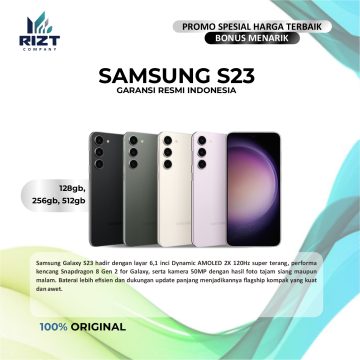 RIZT
COMPANY
PROMO SPESIAL HARGA TERBAIK
BONUS MENARIK
SAMSUNG S23
GARANSI RESMI INDONESIA
128gb,
256gb, 512gb
Samsung Galaxy S23 hadir dengan layar 6,1 inci Dynamic AMOLED 2X 120Hz super terang, performa
kencang Snapdragon 8 Gen 2 for Galaxy, serta kamera 50MP dengan hasil foto tajam siang maupun
malam. Baterai lebih efisien dan dukungan update panjang menjadikannya flagship kompak yang kuat
dan awet.
100% ORIGINAL